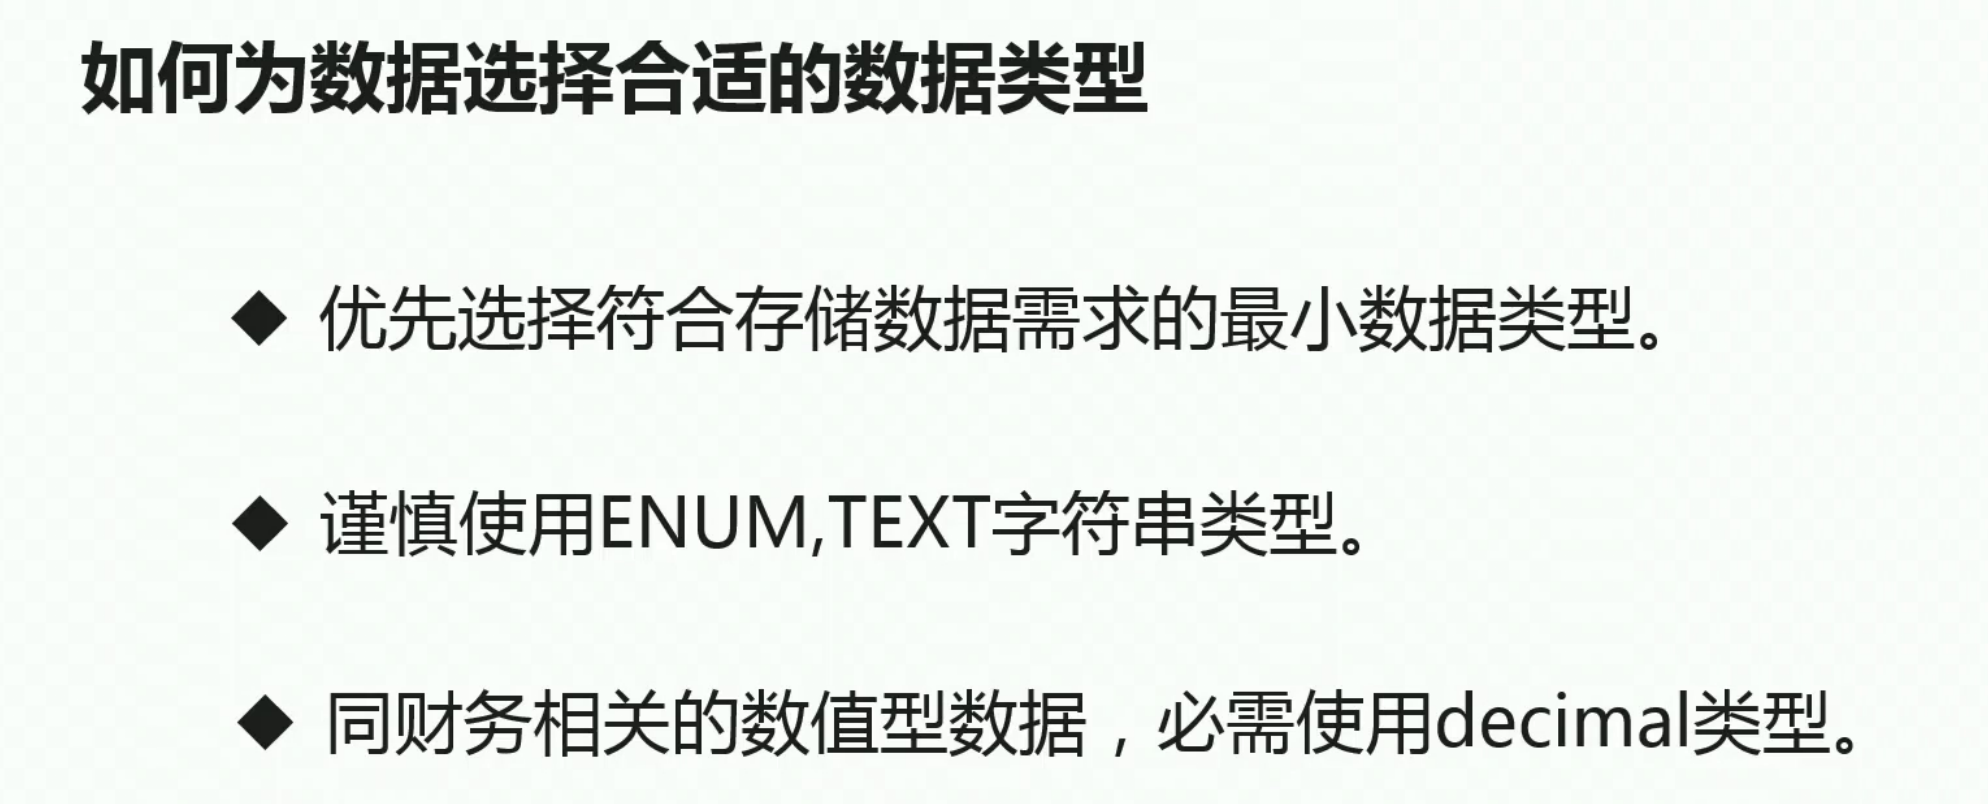 如何为数据选择合适的数据类型
◆ 优先选择符合存储数据需求的最小数据类型。
◆ 谨慎使用ENUM,TEXT字符串类型。
◆ 同财务相关的数值型数据，必需使用decimal类型。